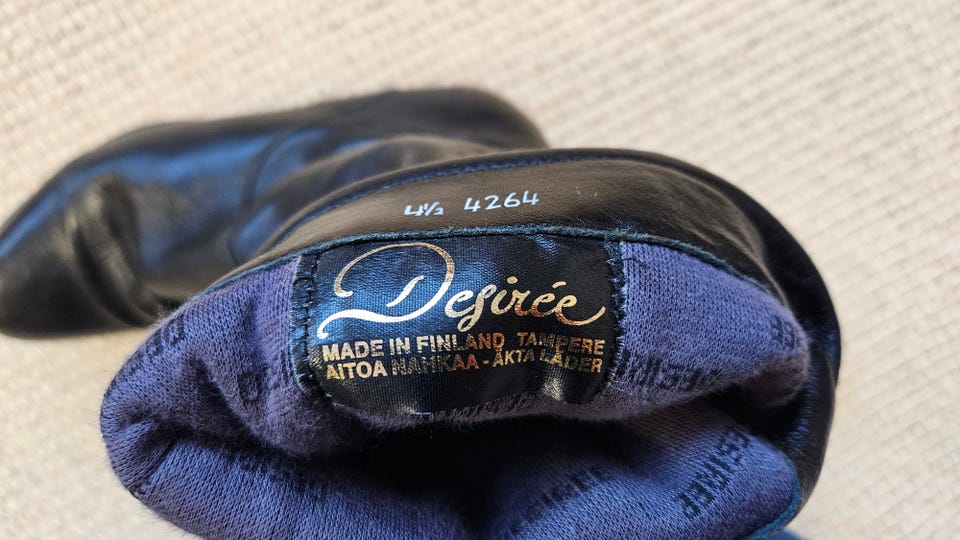 4½ 4264
Desirée
MADE IN FINLAND TAMPERE
AITOA NAHKAA - ÄKTA LÄDER